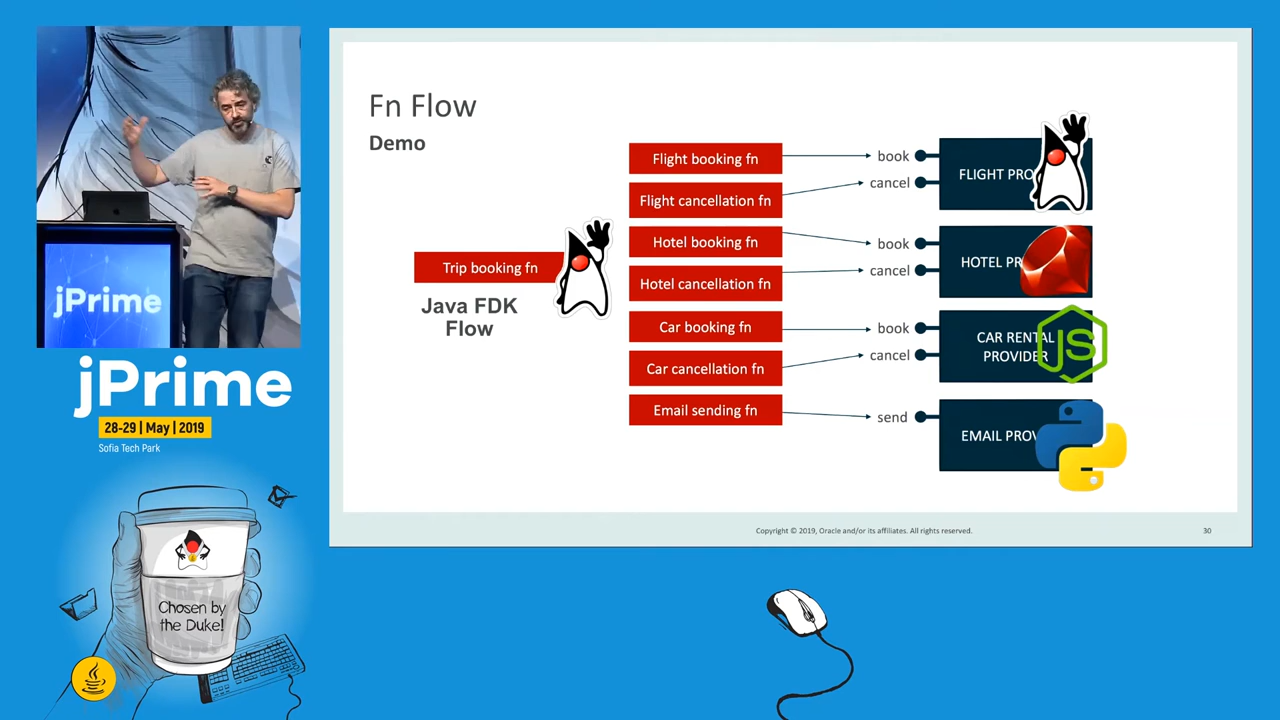 jPrime
jPrime
28-29 | May | 2019
Sofia Tech Park
Chosen by
the Duke!
Fn Flow
Demo
Trip booking fn
Java FDK
Flow
Flight booking fn
Flight cancellation fn
Hotel booking fn
Hotel cancellation fn
Car booking fn
Car cancellation fn
Email sending fn
book
cancel
book
cancel
book
cancel
send
FLIGHT PRO
HOTEL PR
CAR RENTAL
PROVIDER
JS
EMAIL PROV
Copyright © 2019, Oracle and/or its affiliates. All rights reserved.
30